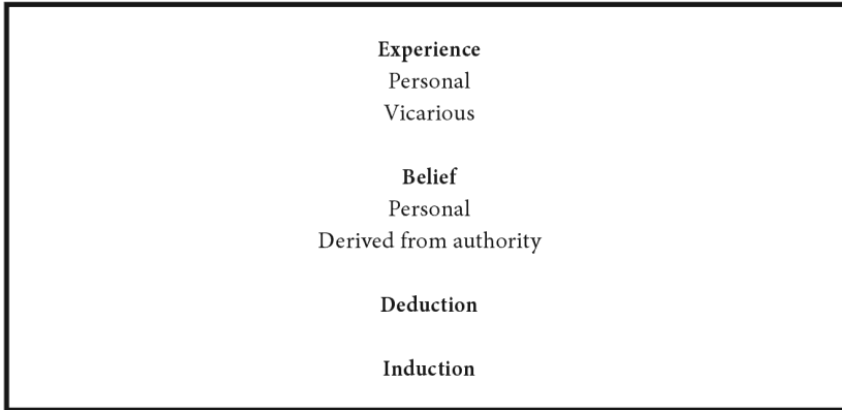 Experience
Personal
Vicarious
Belief
Personal
Derived from authority
Deduction
Induction